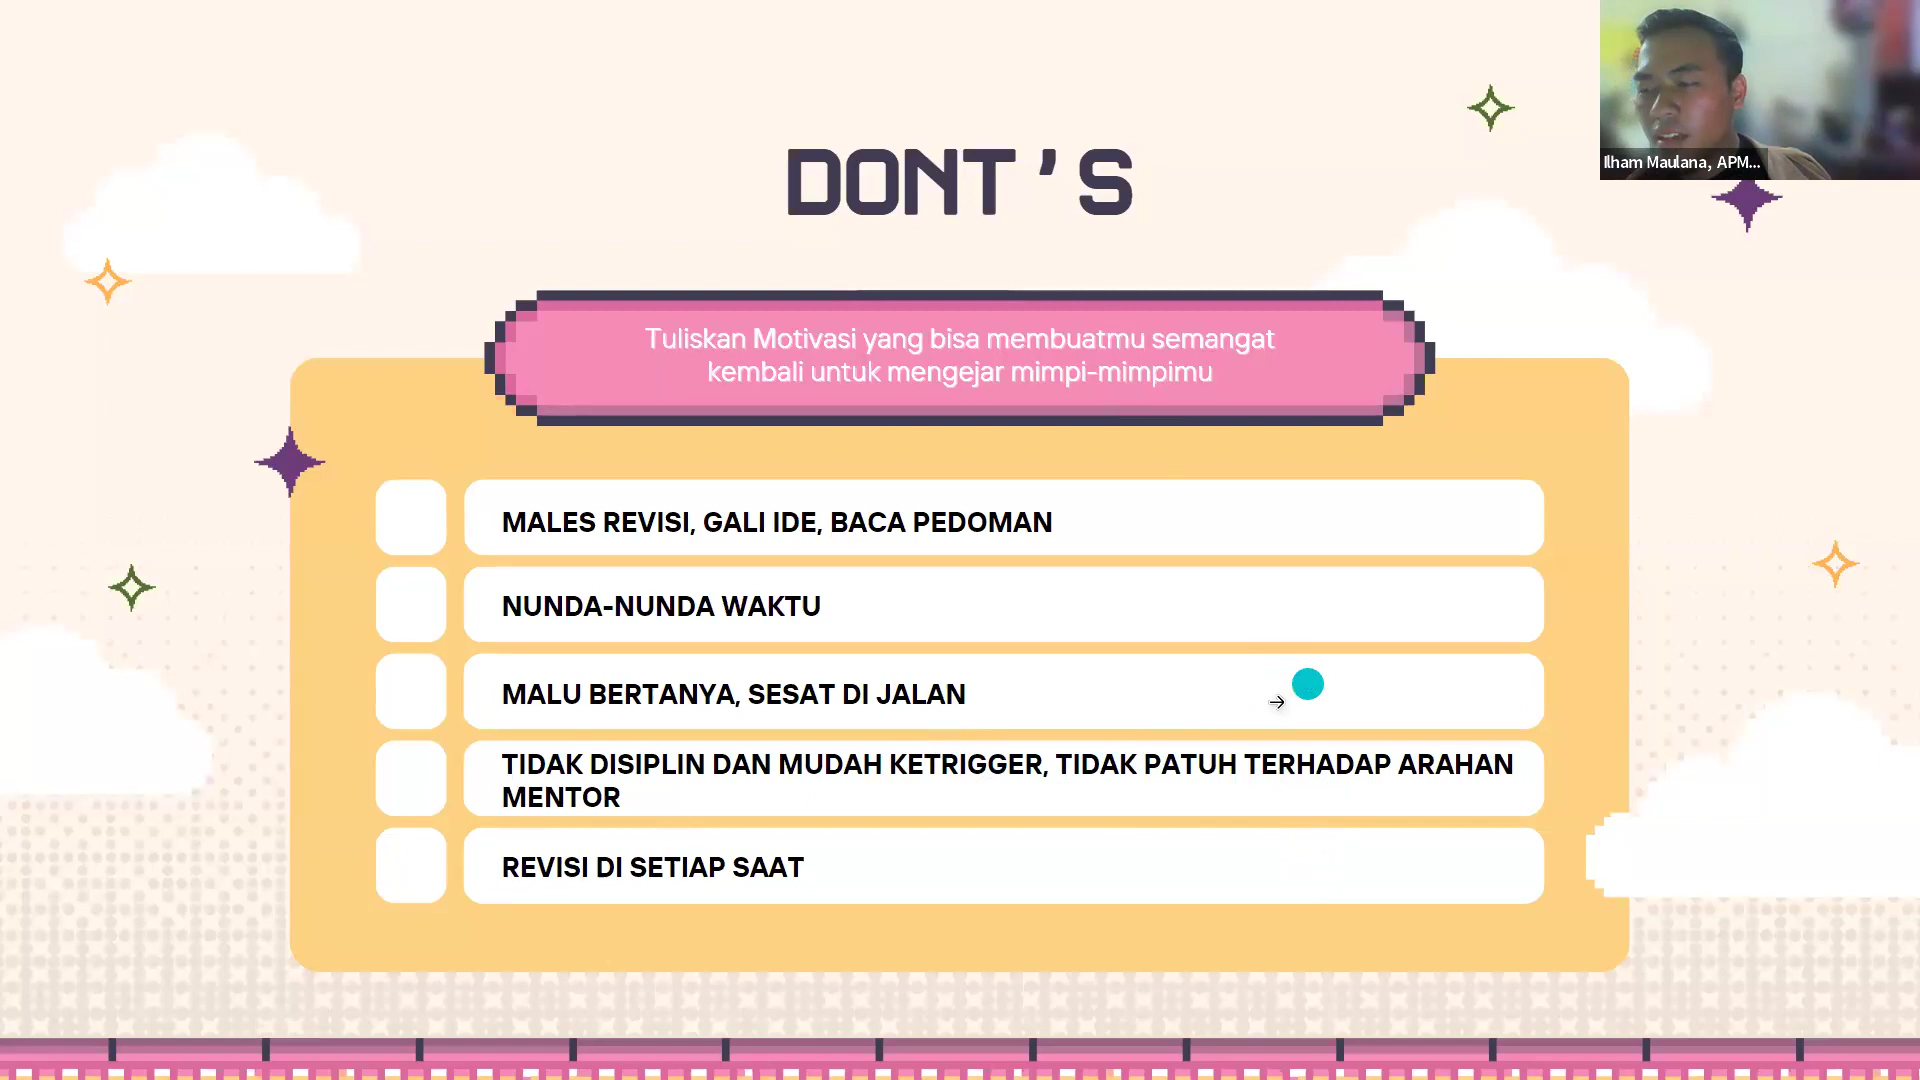 DONT'S
Ilham Maulana, APM...
Tuliskan Motivasi yang bisa membuatmu semangat
kembali untuk mengejar mimpi-mimpimu
MALES REVISI, GALI IDE, BACA PEDOMAN
NUNDA-NUNDA WAKTU
MALU BERTANYA, SESAT DI JALAN
TIDAK DISIPLIN DAN MUDAH KETRIGGER, TIDAK PATUH TERHADAP ARAHAN
MENTOR
REVISI DI SETIAP SAAT